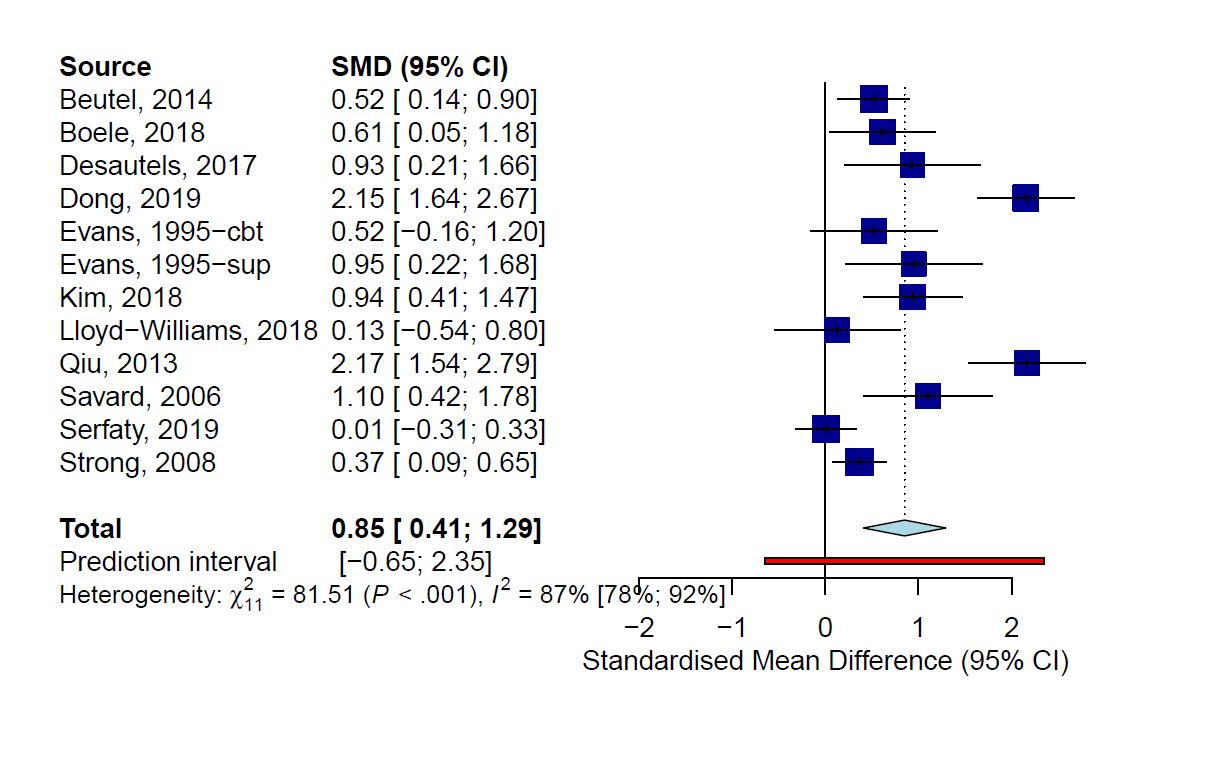 Source SMD (95% CI)
Beutel, 2014 0.52 [ 0.14; 0.90]
Boele, 2018 0.61 [ 0.05; 1.18]
Desautels, 2017 0.93 [ 0.21; 1.66]
Dong, 2019 2.15 [ 1.64; 2.67]
Evans, 1995−cbt 0.52 [−0.16; 1.20]
Evans, 1995−sup 0.95 [ 0.22; 1.68]
Kim, 2018 0.94 [ 0.41; 1.47]
Lloyd−Williams, 2018 0.13 [−0.54; 0.80]
Qiu, 2013 2.17 [ 1.54; 2.79]
Savard, 2006 1.10 [ 0.42; 1.78]
Serfaty, 2019 0.01 [−0.31; 0.33]
Strong, 2008 0.37 [ 0.09; 0.65]
Total 0.85 [ 0.41; 1.29]
Prediction interval [−0.65; 2.35]
Heterogeneity: χ²₁₁ = 81.51 (P < .001), I² = 87% [78%; 92%]
−2 −1 0 1 2
Standardised Mean Difference (95% CI)